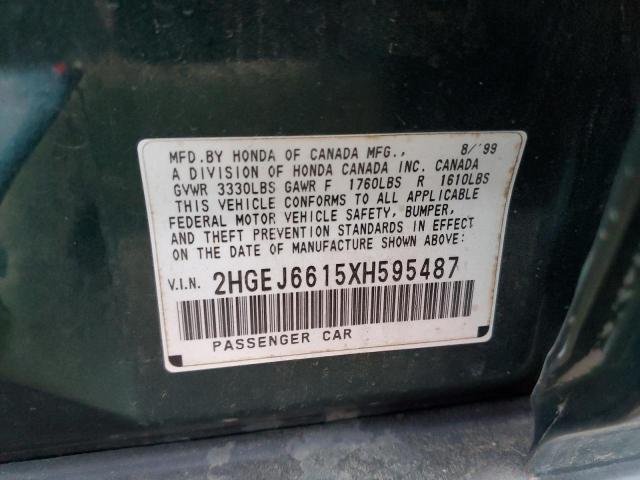 MFD.BY HONDA OF CANADA MFG., 8/'99
A DIVISION OF HONDA CANADA INC. CANADA
GVWR 3330LBS GAWR F 1760LBS R 1610LBS
THIS VEHICLE CONFORMS TO ALL APPLICABLE
FEDERAL MOTOR VEHICLE SAFETY, BUMPER,
AND THEFT PREVENTION STANDARDS IN EFFECT
ON THE DATE OF MANUFACTURE SHOWN ABOVE:
V.I.N. 2HGEJ6615XH595487
PASSENGER CAR